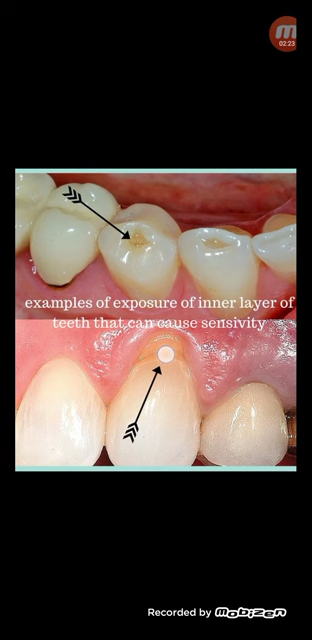 02:23
examples of exposure of inner layer of
teeth that can cause sensivity
Recorded by mobizen